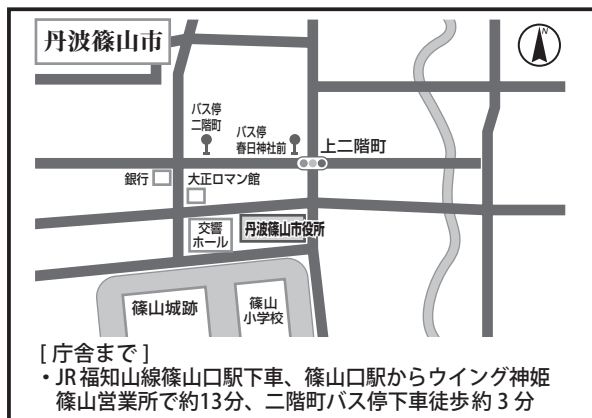 丹波篠山市
N
バス停
二階町
バス停
春日神社前
上二階町
銀行
大正ロマン館
交響
ホール
丹波篠山市役所
篠山城跡
篠山
小学校
[ 庁舎まで ]
・JR福知山線篠山口駅下車、篠山口駅からウイング神姫
篠山営業所で約13分、二階町バス停下車徒歩約 3 分